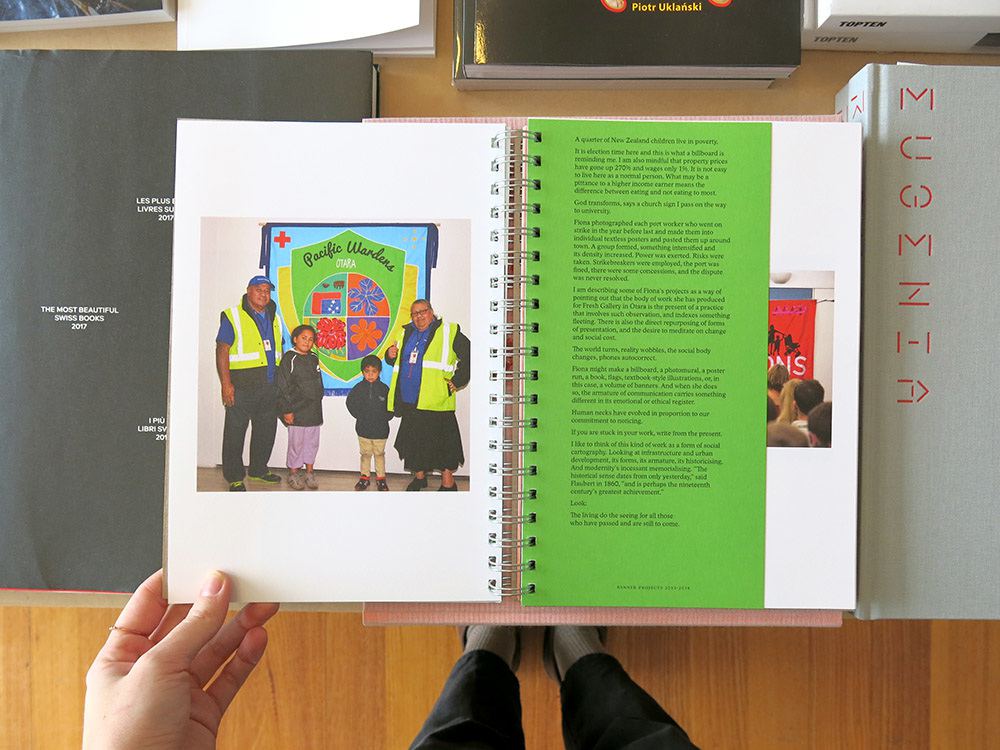 Piotr Uklański
TOPTEN
TOPTEN
LES PLUS B
LIVRES SU
2017
THE MOST BEAUTIFUL
SWISS BOOKS
2017
I PIÙ
LIBRI SV
201
Pacific Wardens
OTARA
A quarter of New Zealand children live in poverty.
It is election time here and this is what a billboard is
reminding me. I am also mindful that property prices
have gone up 270% and wages only 1%. It is not easy
to live here as a normal person. What may be a
pittance to a higher income earner means the
difference between eating and not eating to most.
God transforms, says a church sign I pass on the way
to university.
Fiona photographed each port worker who went on
strike in the year before last and made them into
individual textless posters and pasted them up around
town. A group formed, something intensified and
its density increased. Power was exerted. Risks were
taken. Strikebreakers were employed, the port was
fined, there were some concessions, and the dispute
was never resolved.
I am describing some of Fiona's projects as a way of
pointing out that the body of work she has produced
for Fresh Gallery in Otara is the present of a practice
that involves such observation, and indexes something
fleeting. There is also the direct repurposing of forms
of presentation, and the desire to meditate on change
and social cost.
The world turns, reality wobbles, the social body
changes, phones autocorrect.
Fiona might make a billboard, a photomural, a poster
run, a book, flags, textbook-style illustrations, or, in
this case, a volume of banners. And when she does
so, the armature of communication carries something
different in its emotional or ethical register.
Human necks have evolved in proportion to our
commitment to noticing.
If you are stuck in your work, write from the present.
I like to think of this kind of work as a form of social
cartography. Looking at infrastructure and urban
development, its forms, its armature, its historicising.
And modernity's incessant memorialising. “The
historical sense dates from only yesterday,” said
Flaubert in 1860, “and is perhaps the nineteenth
century's greatest achievement.”
Look:
The living do the seeing for all those
who have passed and are still to come.
BANNER PROJECTS
ONS